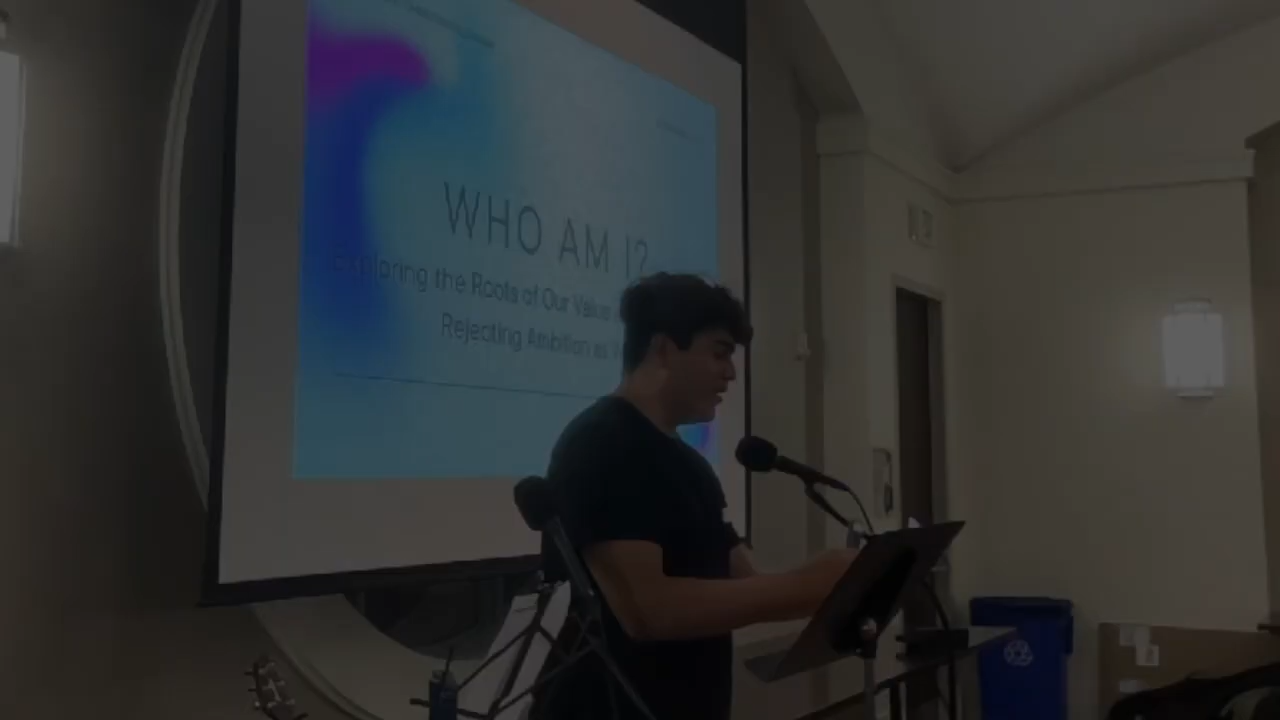 WHO AM I?
Exploring the Roots of Our Value
Rejecting Ambition as